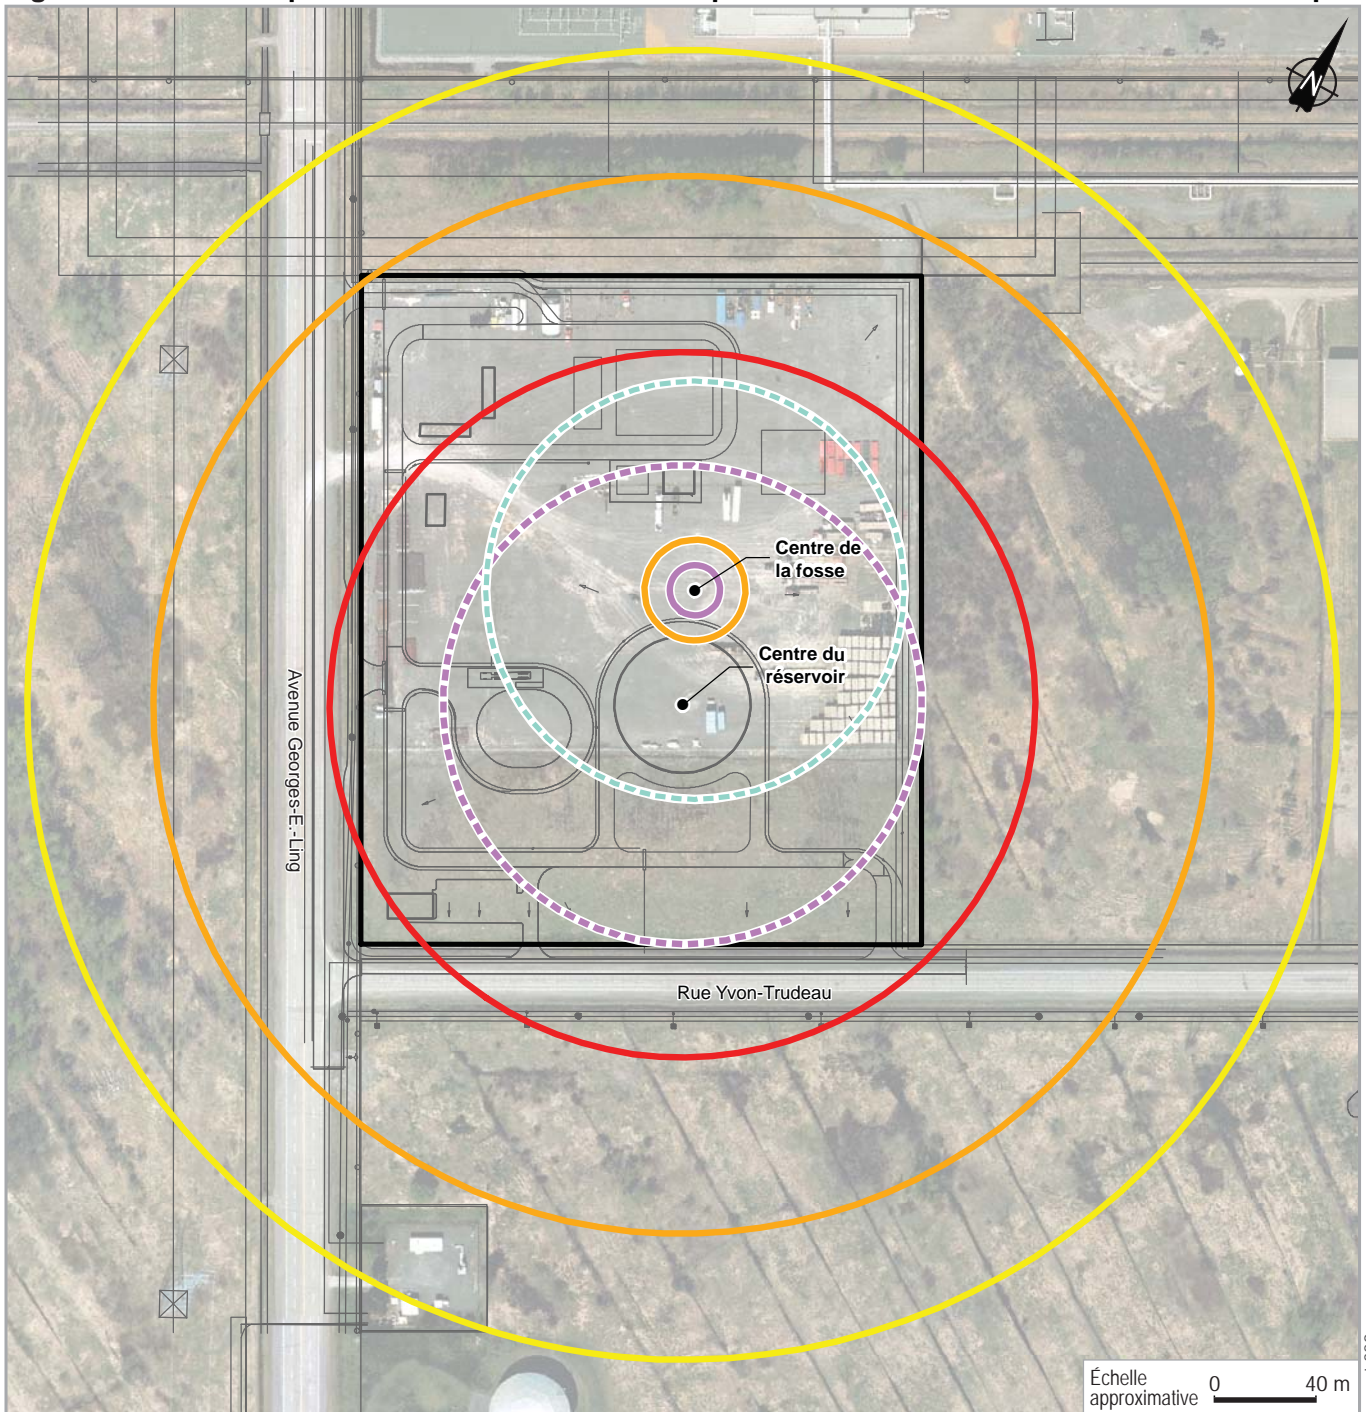 N
Centre de
la fosse
Centre du
réservoir
Avenue Georges-E.-Ling
Rue Yvon-Trudeau
Échelle
approximative
0 40 m